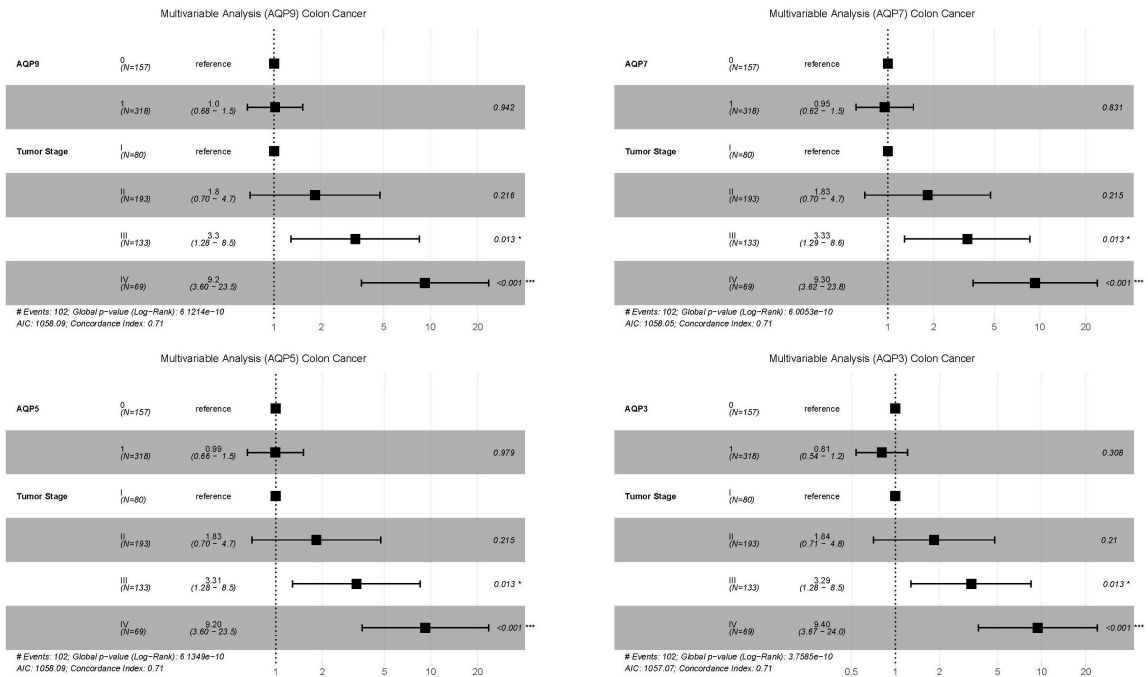 Multivariable Analysis (AQP9) Colon Cancer
AQP9 0 (N=157) reference
1 (N=318) 1.0 (0.68 − 1.5) 0.942
Tumor Stage I (N=80) reference
II (N=193) 1.8 (0.70 − 4.7) 0.216
III (N=133) 3.3 (1.28 − 8.5) 0.013 *
IV (N=69) 9.2 (3.60 − 23.5) <0.001 ***
# Events: 102; Global p−value (Log−Rank): 6.1214e−10
AIC: 1058.09; Concordance Index: 0.71
1 2 5 10 20
Multivariable Analysis (AQP7) Colon Cancer
AQP7 0 (N=157) reference
1 (N=318) 0.95 (0.62 − 1.5) 0.831
Tumor Stage I (N=80) reference
II (N=193) 1.83 (0.70 − 4.7) 0.215
III (N=133) 3.33 (1.29 − 8.6) 0.013 *
IV (N=69) 9.30 (3.62 − 23.8) <0.001 ***
# Events: 102; Global p−value (Log−Rank): 6.0053e−10
AIC: 1058.05; Concordance Index: 0.71
1 2 5 10 20
Multivariable Analysis (AQP5) Colon Cancer
AQP5 0 (N=157) reference
1 (N=318) 0.99 (0.66 − 1.5) 0.979
Tumor Stage I (N=80) reference
II (N=193) 1.83 (0.70 − 4.7) 0.215
III (N=133) 3.31 (1.28 − 8.5) 0.013 *
IV (N=69) 9.20 (3.60 − 23.5) <0.001 ***
# Events: 102; Global p−value (Log−Rank): 6.1349e−10
AIC: 1058.09; Concordance Index: 0.71
1 2 5 10 20
Multivariable Analysis (AQP3) Colon Cancer
AQP3 0 (N=157) reference
1 (N=318) 0.81 (0.54 − 1.2) 0.308
Tumor Stage I (N=80) reference
II (N=193) 1.84 (0.71 − 4.8) 0.21
III (N=133) 3.29 (1.28 − 8.5) 0.013 *
IV (N=69) 9.40 (3.67 − 24.0) <0.001 ***
# Events: 102; Global p−value (Log−Rank): 3.7585e−10
AIC: 1057.07; Concordance Index: 0.71
0.5 1 2 5 10 20